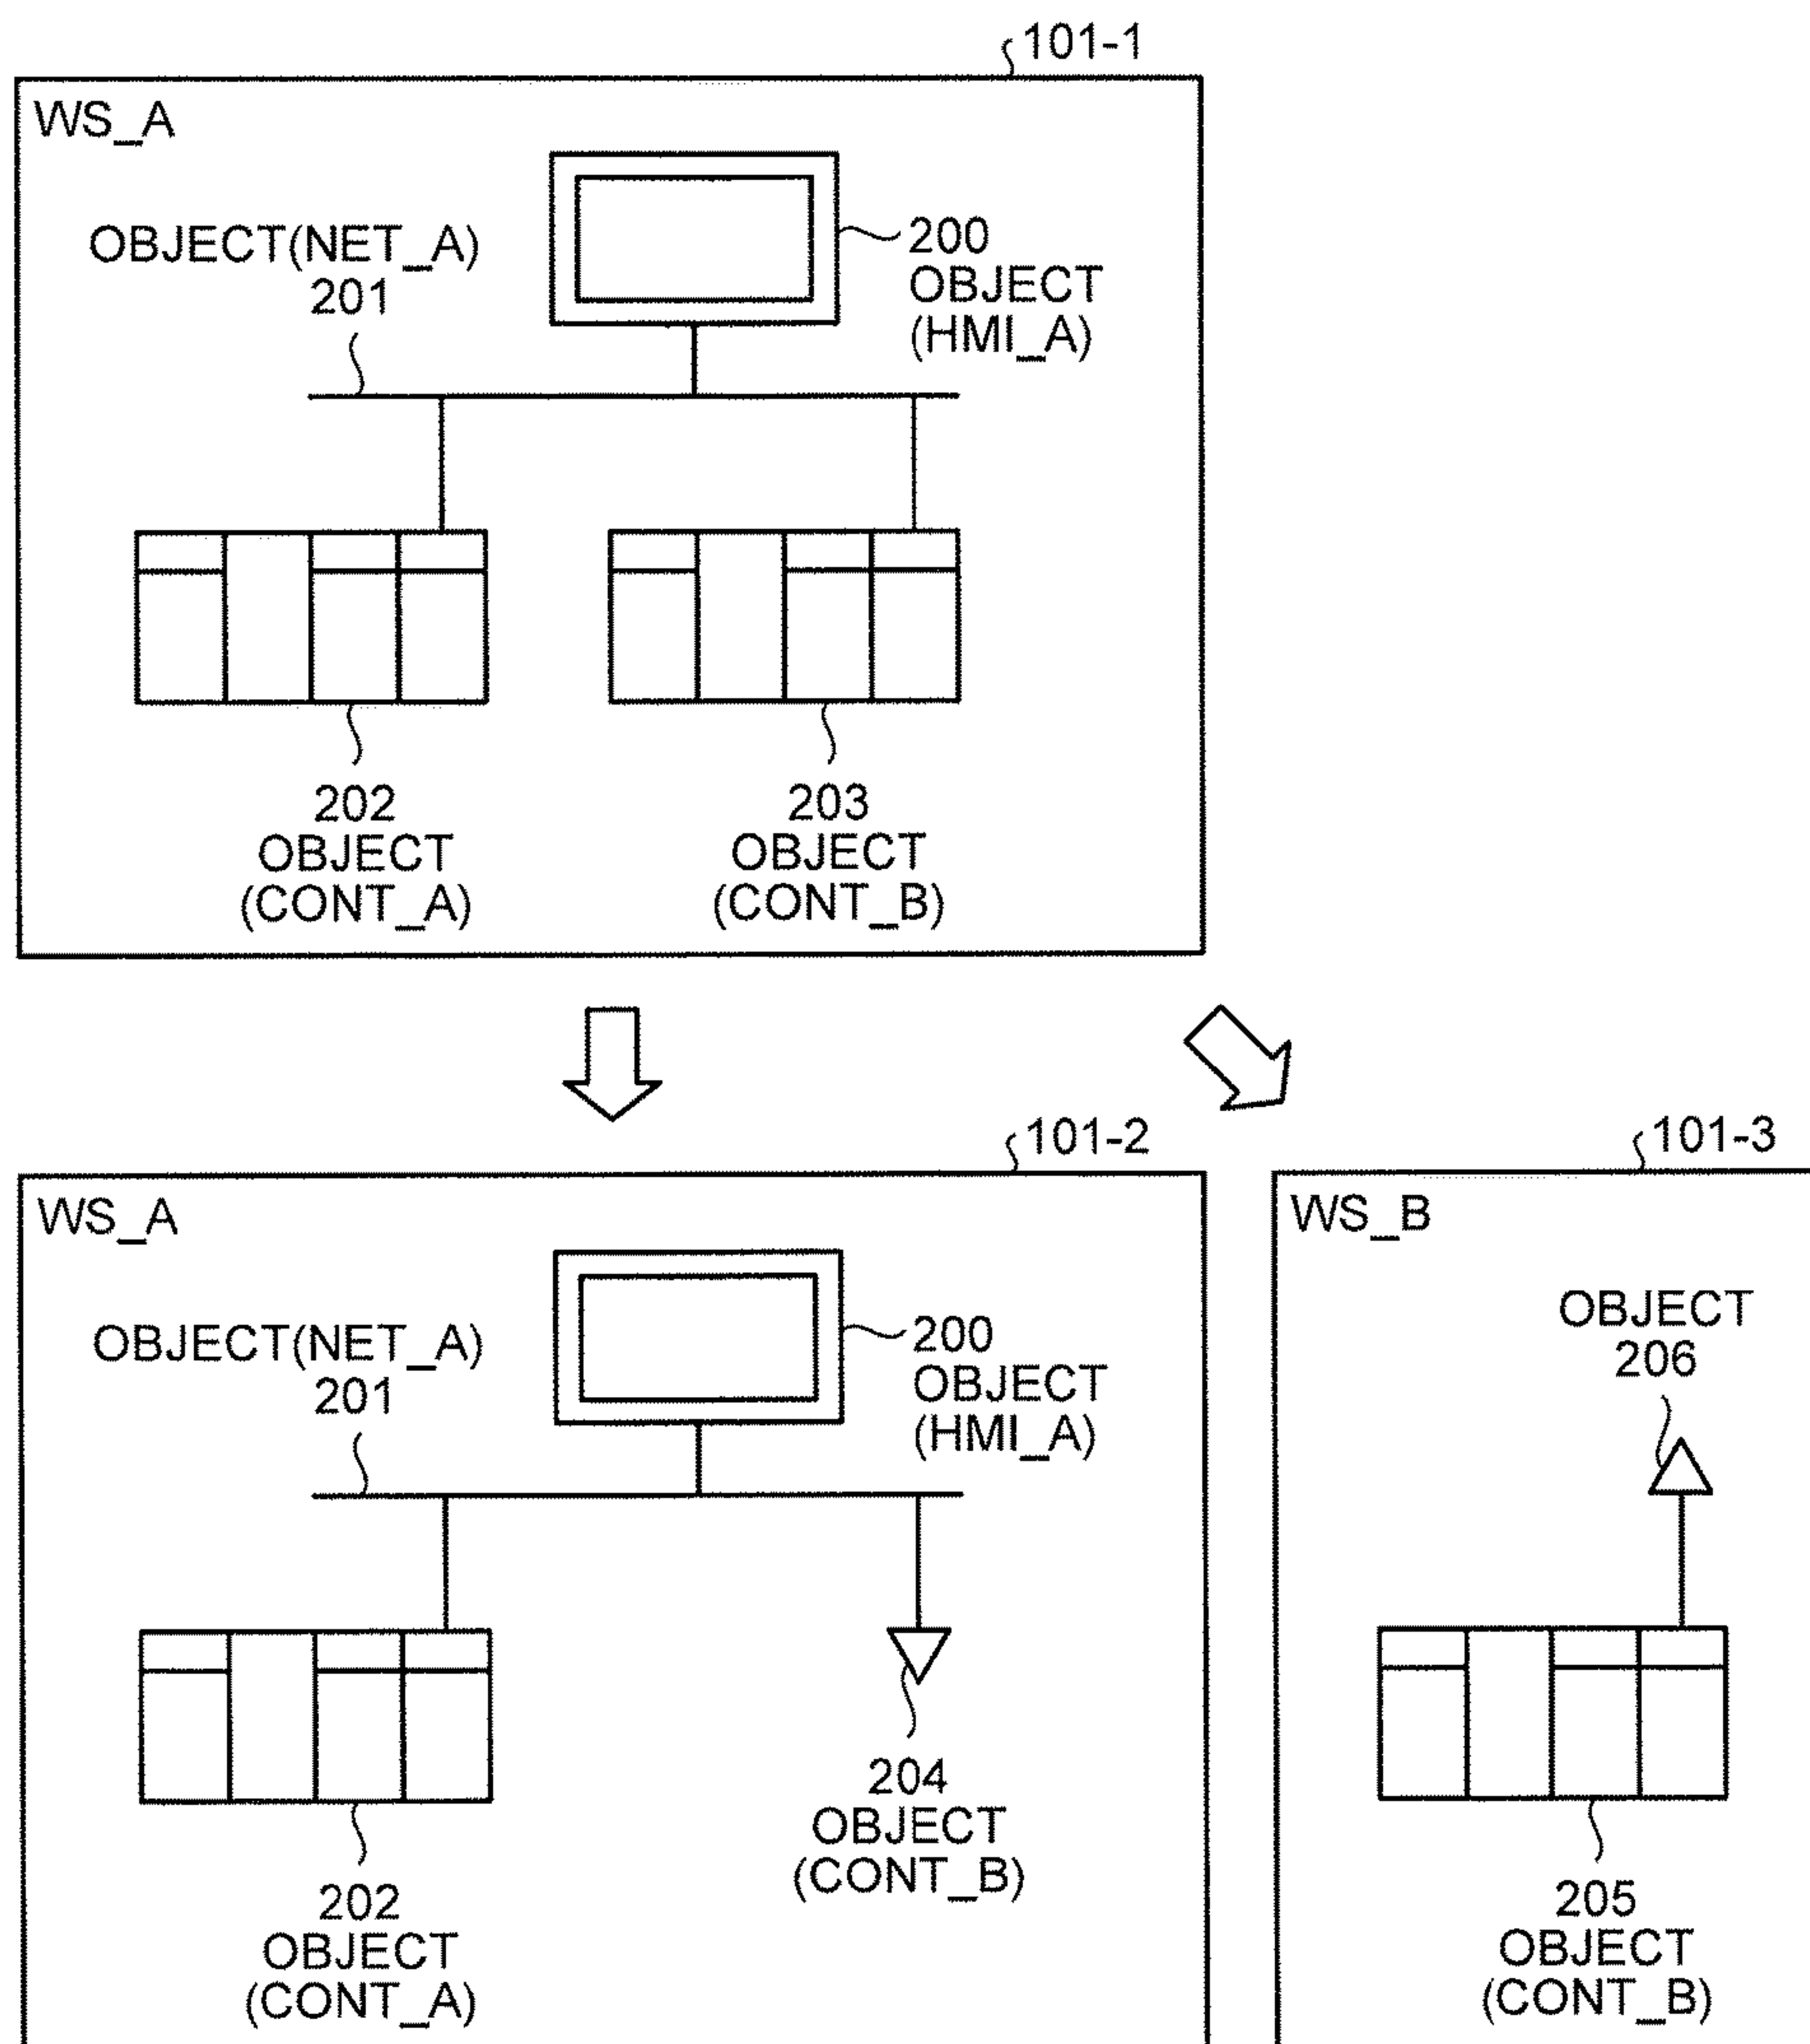 101-1
WS_A
OBJECT(NET_A)
201
200
OBJECT
(HMI_A)
202
OBJECT
(CONT_A)
203
OBJECT
(CONT_B)
101-2
WS_A
OBJECT(NET_A)
201
200
OBJECT
(HMI_A)
202
OBJECT
(CONT_A)
204
OBJECT
(CONT_B)
101-3
WS_B
OBJECT
206
205
OBJECT
(CONT_B)